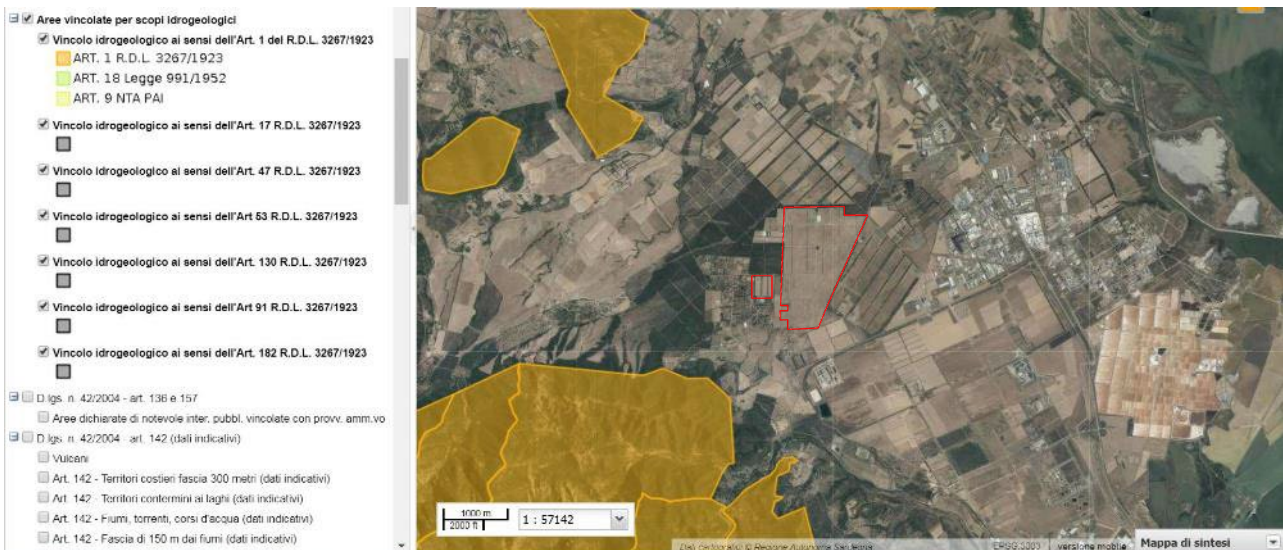 Aree vincolate per scopi idrogeologici
Vincolo idrogeologico ai sensi dell'Art. 1 del R.D.L. 3267/1923
ART. 1 R.D.L. 3267/1923
ART. 18 Legge 991/1952
ART. 9 NTA PAI
Vincolo idrogeologico ai sensi dell'Art. 17 R.D.L. 3267/1923
Vincolo idrogeologico ai sensi dell'Art. 47 R.D.L. 3267/1923
Vincolo idrogeologico ai sensi dell'Art 53 R.D.L. 3267/1923
Vincolo idrogeologico ai sensi dell'Art. 130 R.D.L. 3267/1923
Vincolo idrogeologico ai sensi dell'Art 91 R.D.L. 3267/1923
Vincolo idrogeologico ai sensi dell'Art. 182 R.D.L. 3267/1923
D.lgs. n. 42/2004 - art. 136 e 157
Aree dichiarate di notevole inter. pubbl. vincolate con provv. amm.vo
D.lgs. n. 42/2004 - art. 142 (dati indicativi)
Vulcani
Art. 142 - Territori costieri fascia 300 metri (dati indicativi)
Art. 142 - Territori contermini ai laghi (dati indicativi)
Art. 142 - Fiumi, torrenti, corsi d'acqua (dati indicativi)
Art. 142 - Fascia di 150 m dai fiumi (dati indicativi)
1000 m
2000 ft
1 : 57142
Dati cartografici © Regione Autonoma Sardegna
versione mobile
Mappa di sintesi